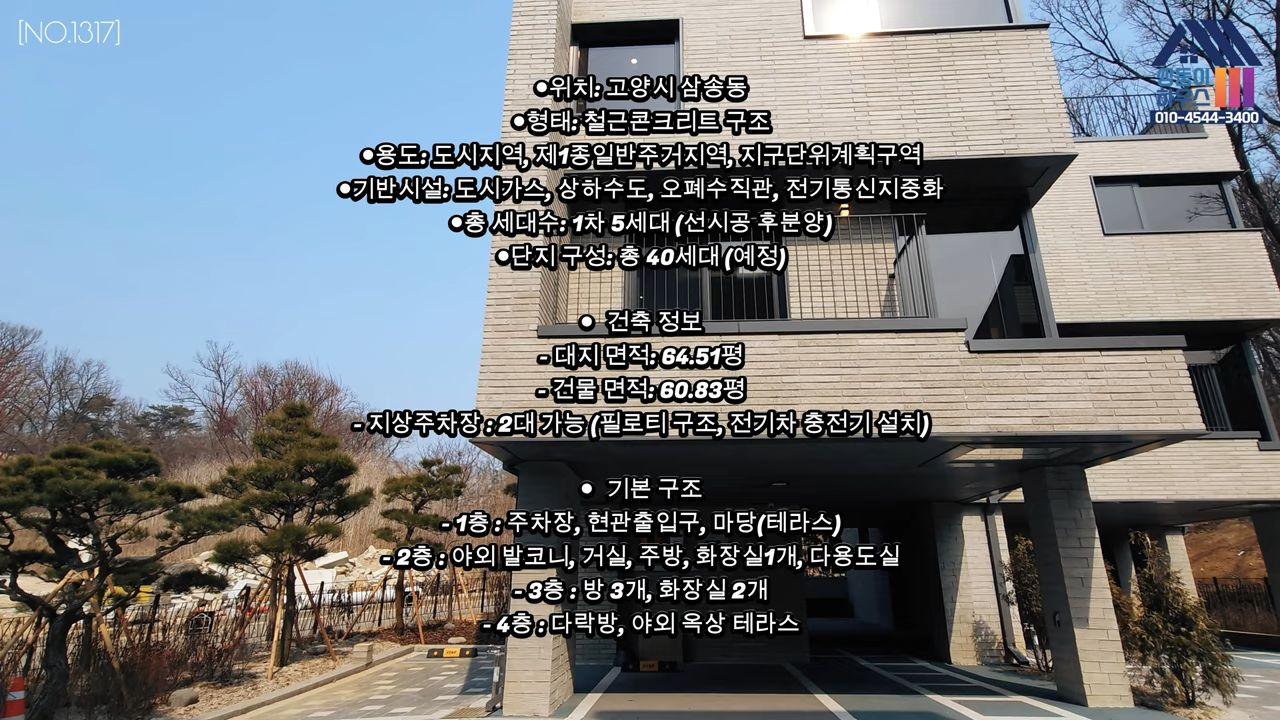 [NO.1317]
010-4544-3400
●위치: 고양시 삼송동
●형태: 철근콘크리트 구조
●용도: 도시지역, 제1종일반주거지역, 지구단위계획구역
●기반시설: 도시가스, 상하수도, 오폐수직관, 전기통신지중화
●총 세대수: 1차 5세대 (선시공 후분양)
●단지 구성: 총 40세대 (예정)
● 건축 정보
- 대지 면적: 64.51평
- 건물 면적: 60.83평
- 지상주차장 : 2대 가능 (필로티 구조, 전기차 충전기 설치)
● 기본 구조
- 1층 : 주차장, 현관출입구, 마당(테라스)
- 2층 : 야외 발코니, 거실, 주방, 화장실1개, 다용도실
- 3층 : 방 3개, 화장실 2개
- 4층 : 다락방, 야외 옥상 테라스